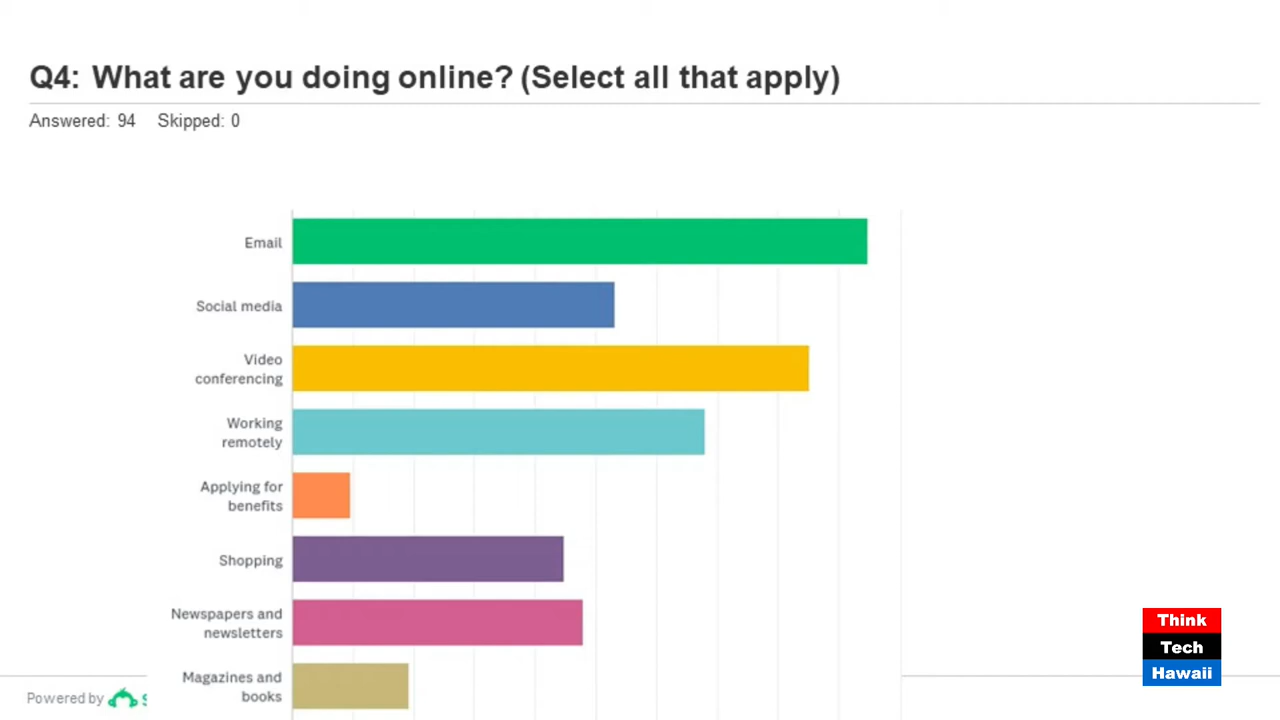 Q4: What are you doing online? (Select all that apply)
Answered: 94 Skipped: 0
Email
Social media
Video
conferencing
Working
remotely
Applying for
benefits
Shopping
Newspapers and
newsletters
Magazines and
books
Powered by
Think
Tech
Hawaii